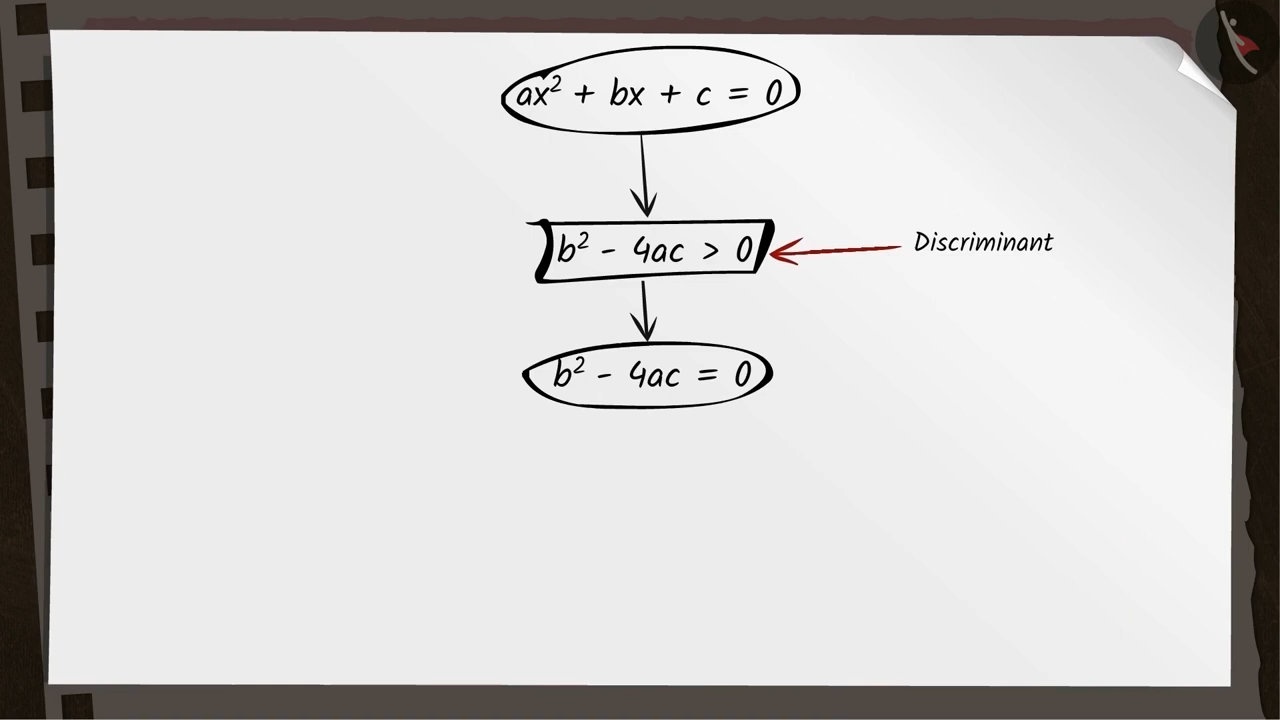 ax² + bx + c = 0
b² - 4ac > 0
Discriminant
b² - 4ac = 0